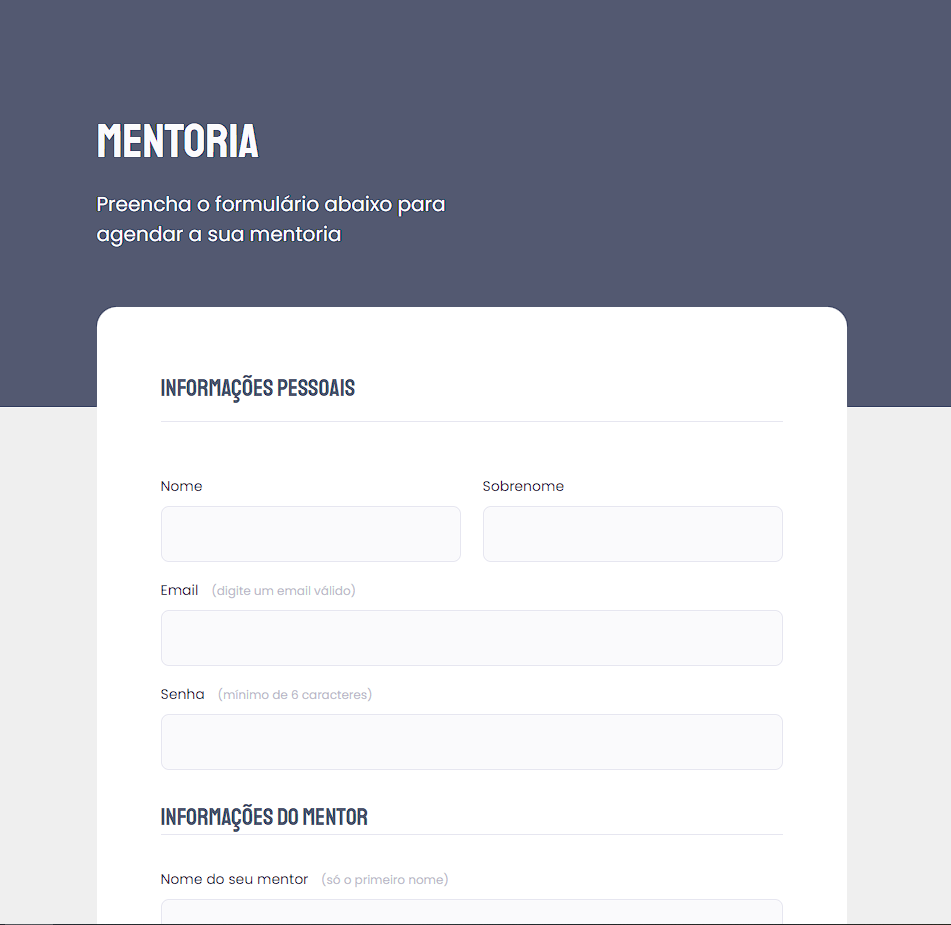 MENTORIA
Preencha o formulário abaixo para
agendar a sua mentoria
INFORMAÇÕES PESSOAIS
Nome
Sobrenome
Email (digite um email válido)
Senha (mínimo de 6 caracteres)
INFORMAÇÕES DO MENTOR
Nome do seu mentor (só o primeiro nome)